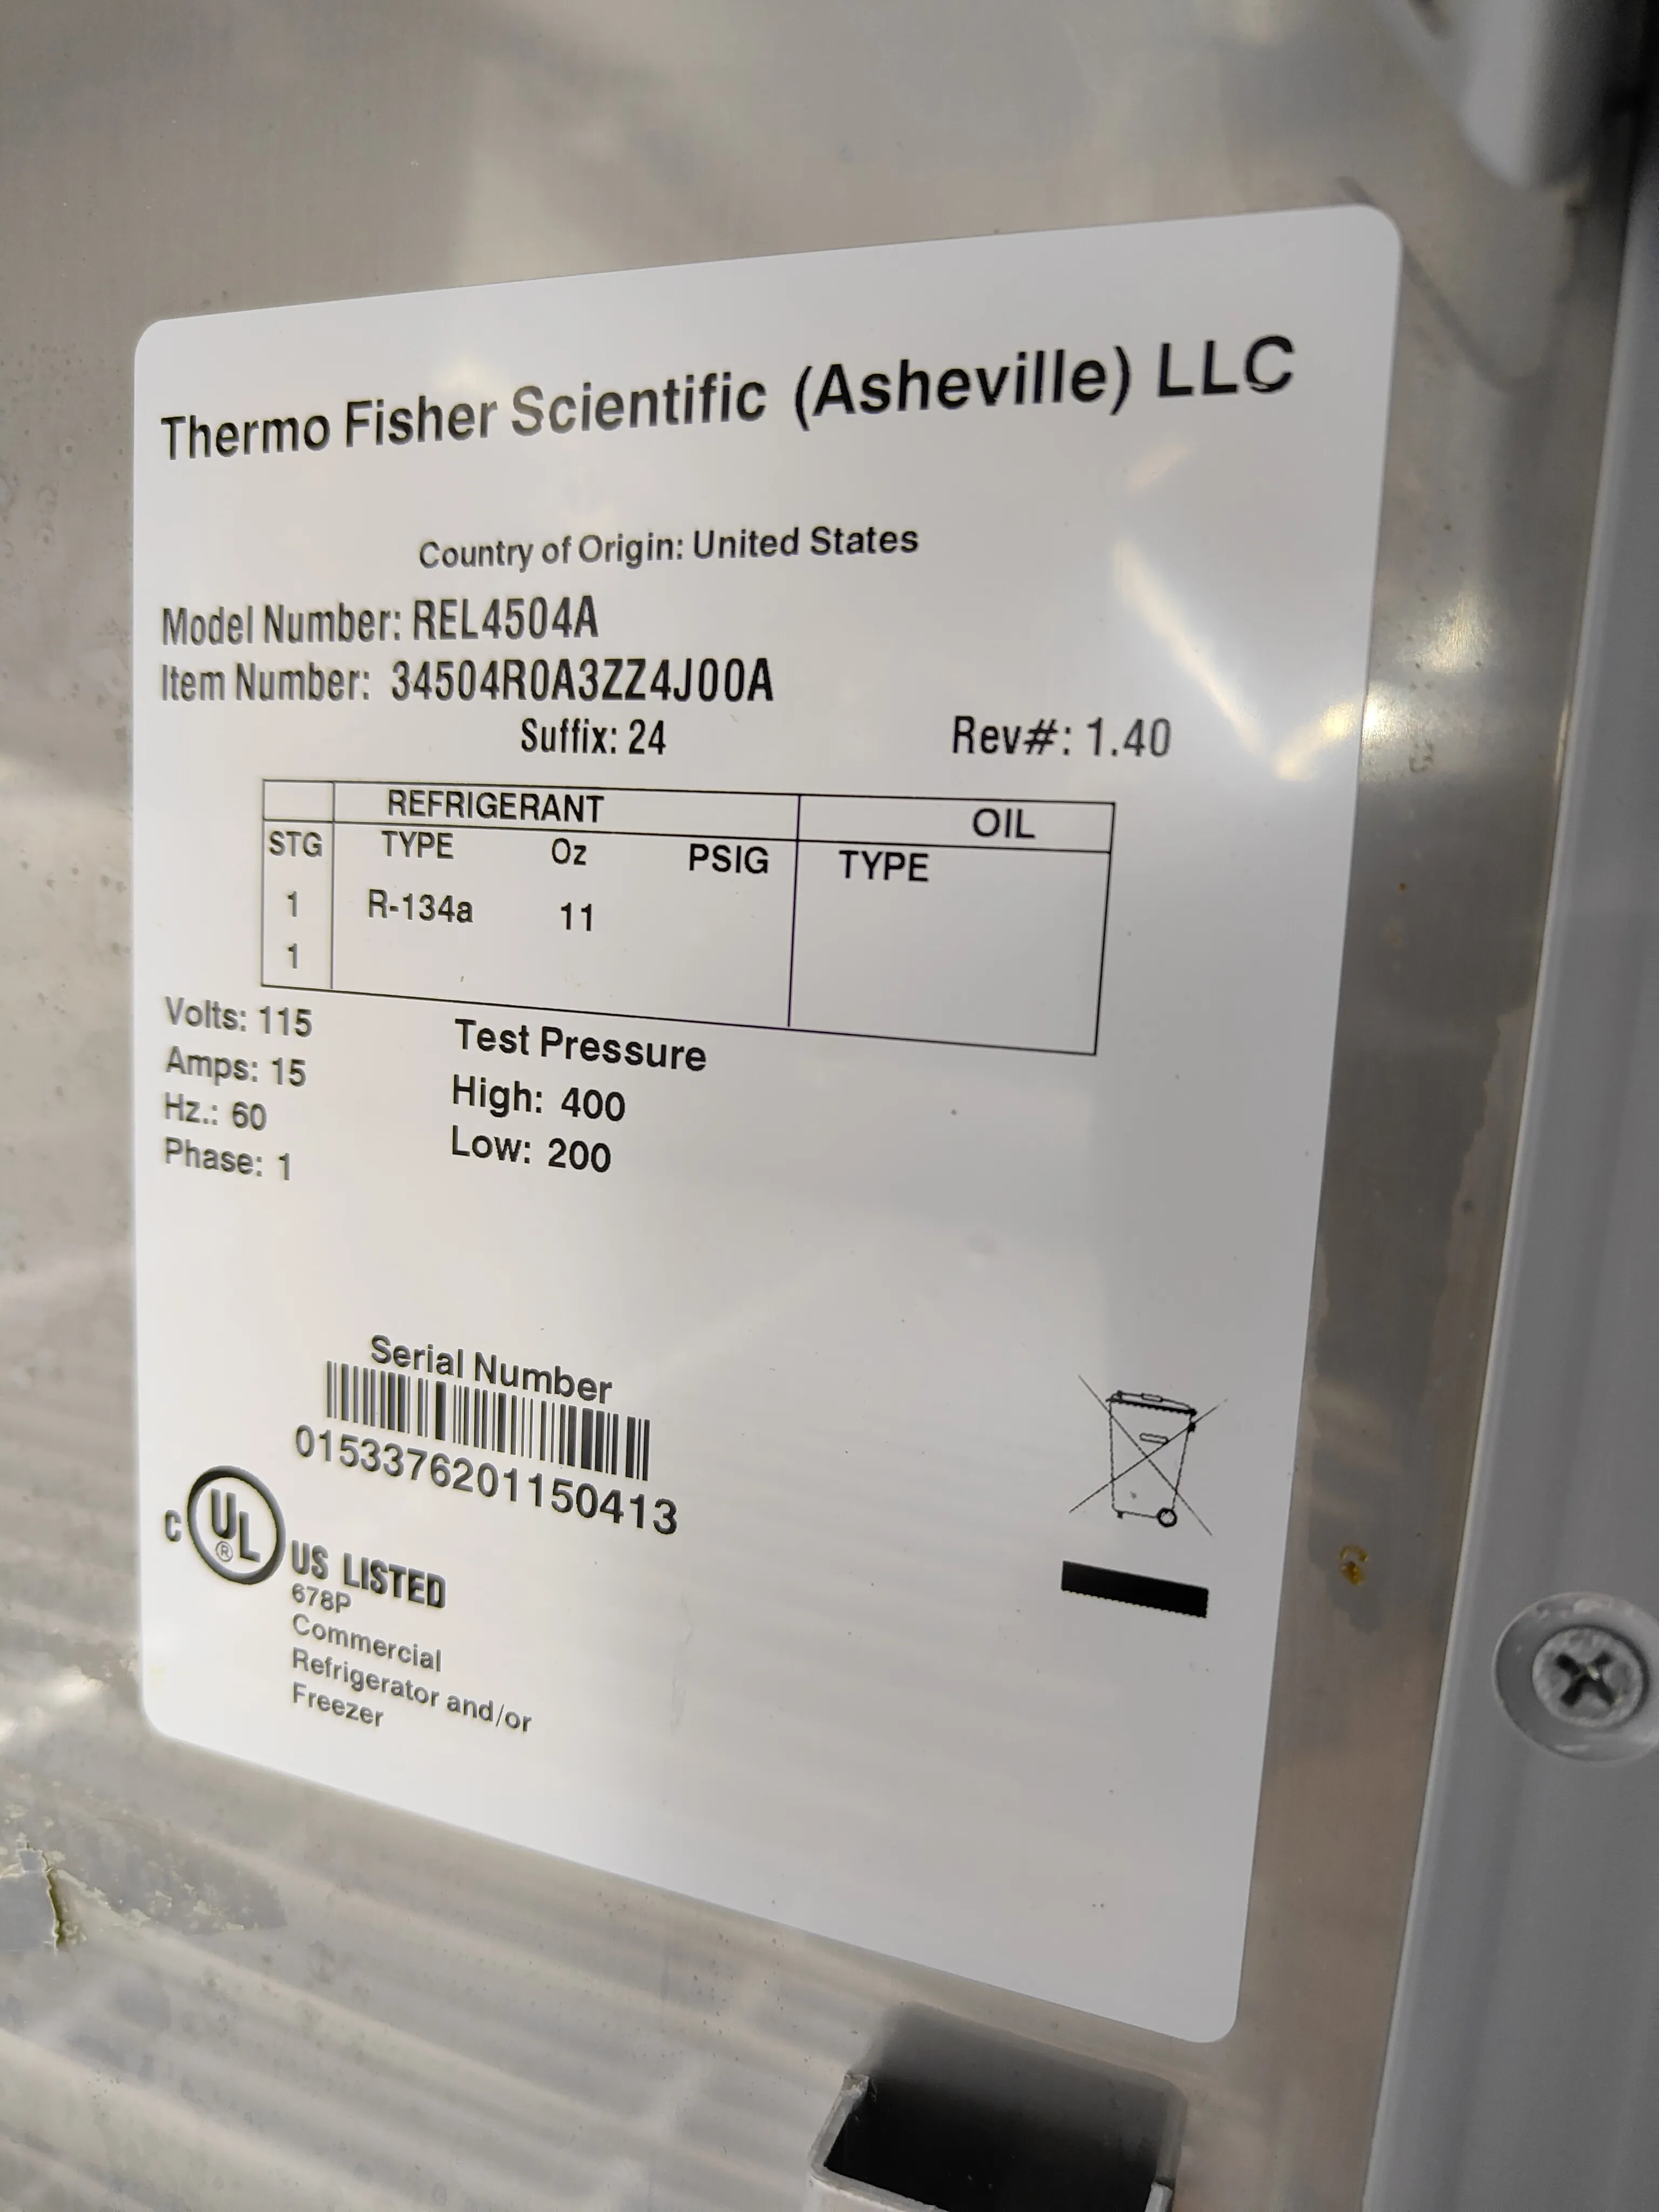 Thermo Fisher Scientific (Asheville) LLC
Country of Origin: United States
Model Number: REL4504A
Item Number: 34504R0A3ZZ4J00A
Suffix: 24 Rev#: 1.40
REFRIGERANT OIL
STG TYPE Oz PSIG TYPE
1 R-134a 11
1
Volts: 115
Amps: 15
Hz.: 60
Phase: 1
Test Pressure
High: 400
Low: 200
Serial Number
0153376201150413
C UL ® US LISTED
678P
Commercial
Refrigerator and/or
Freezer